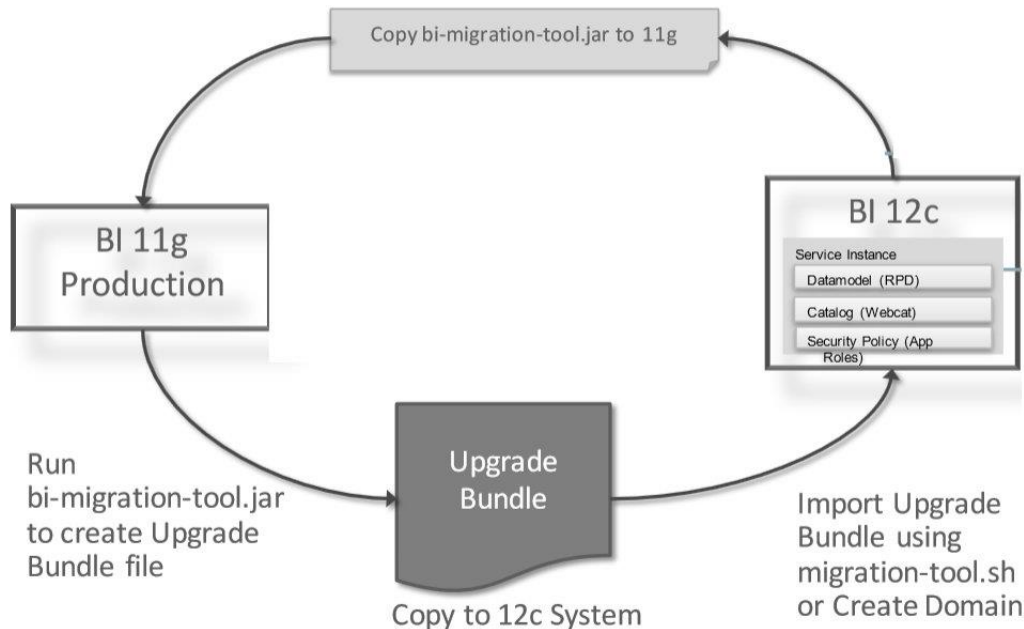 Copy bi-migration-tool.jar to 11g
BI 11g
Production
BI 12c
Service Instance
Datamodel (RPD)
Catalog (Webcat)
Security Policy (App
Roles)
Run
bi-migration-tool.jar
to create Upgrade
Bundle file
Upgrade
Bundle
Copy to 12c System
Import Upgrade
Bundle using
migration-tool.sh
or Create Domain